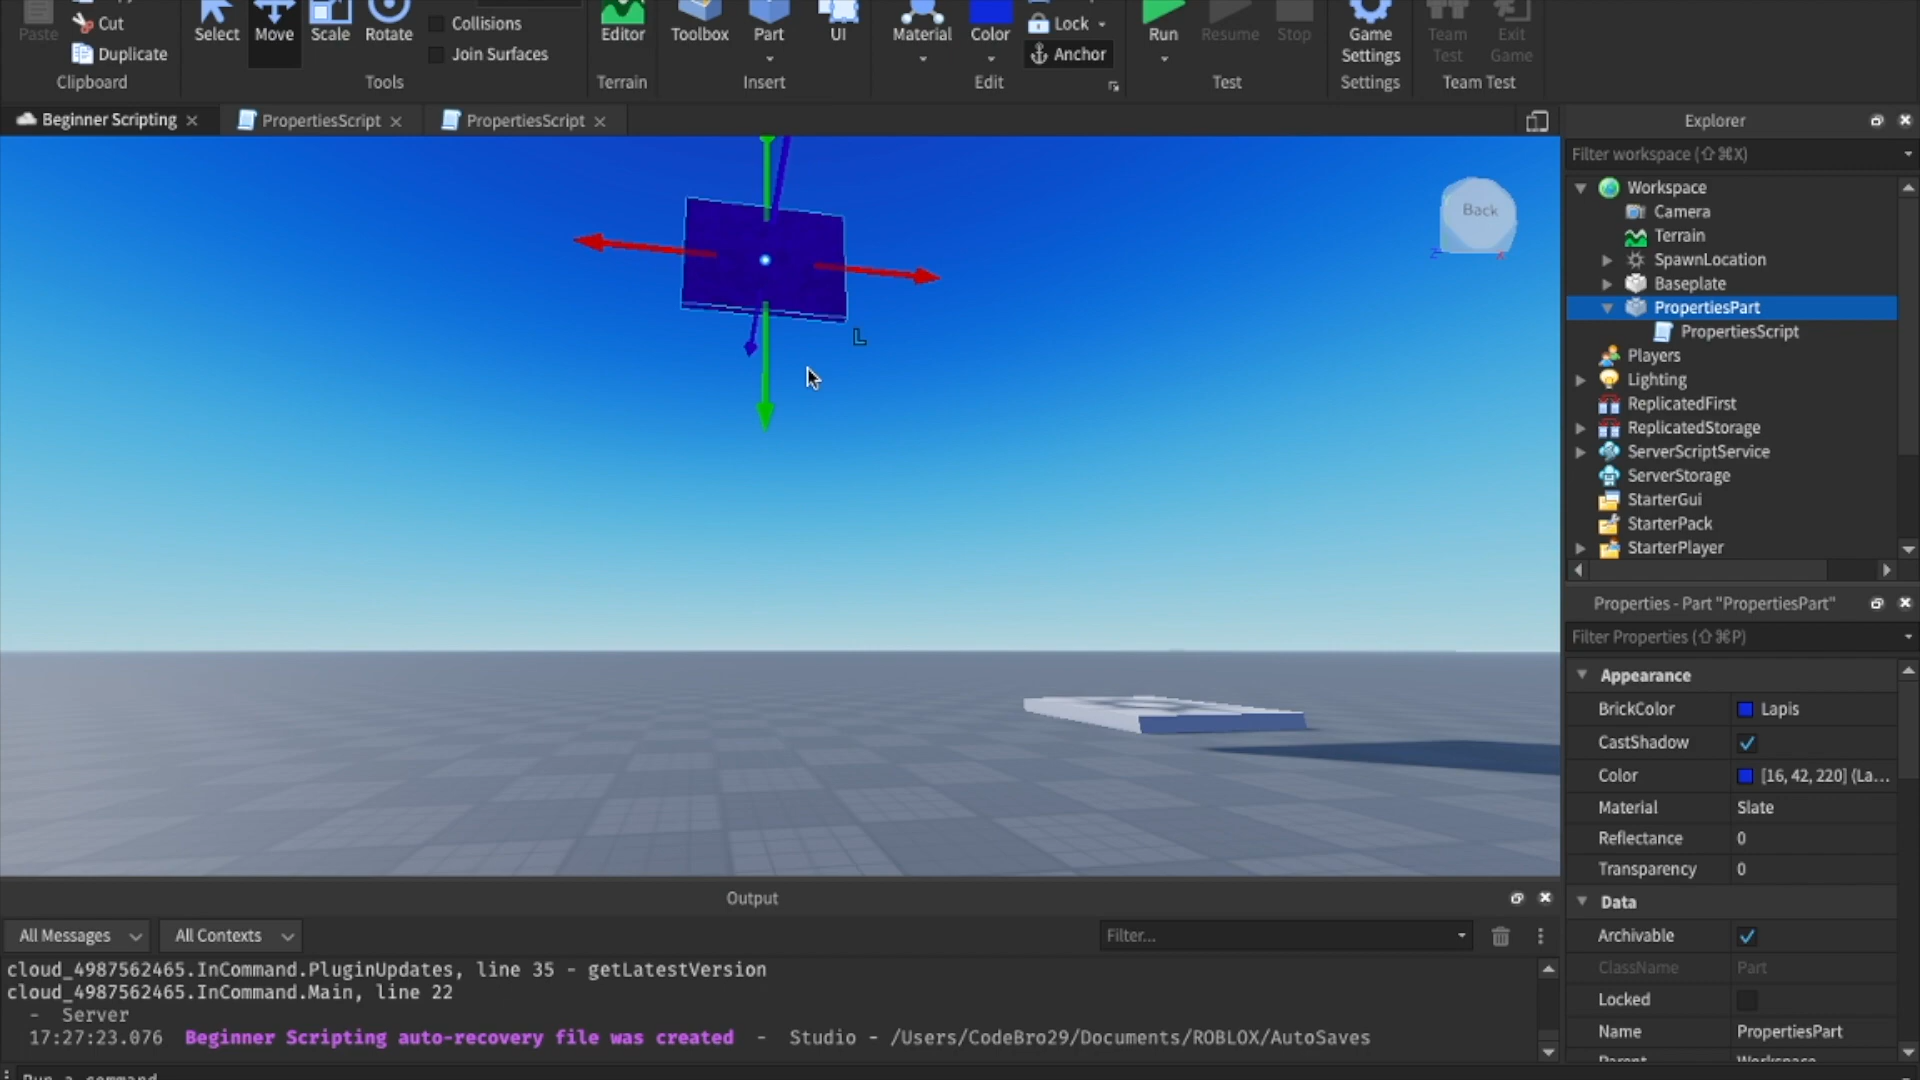 Paste
Cut
Duplicate
Clipboard
Select
Move
Scale
Rotate
Collisions
Join Surfaces
Tools
Editor
Terrain
Toolbox
Part
UI
Insert
Material
Color
Lock
Anchor
Edit
Run
Resume
Stop
Test
Game
Settings
Settings
Team
Test
Exit
Game
Team Test
Beginner Scripting
PropertiesScript
PropertiesScript
Back
Z
X
L
Explorer
Filter workspace (⇧⌘X)
Workspace
Camera
Terrain
SpawnLocation
Baseplate
PropertiesPart
PropertiesScript
Players
Lighting
ReplicatedFirst
ReplicatedStorage
ServerScriptService
ServerStorage
StarterGui
StarterPack
StarterPlayer
Properties - Part "PropertiesPart"
Filter Properties (⇧⌘P)
Appearance
BrickColor Lapis
CastShadow
Color [16, 42, 220] (La...
Material Slate
Reflectance 0
Transparency 0
Data
Archivable
ClassName Part
Locked
Name PropertiesPart
Output
All Messages
All Contexts
Filter...
cloud_4987562465.InCommand.PluginUpdates, line 35 - getLatestVersion
cloud_4987562465.InCommand.Main, line 22
- Server
17:27:23.076 Beginner Scripting auto-recovery file was created - Studio - /Users/CodeBro29/Documents/ROBLOX/AutoSaves
Run a command